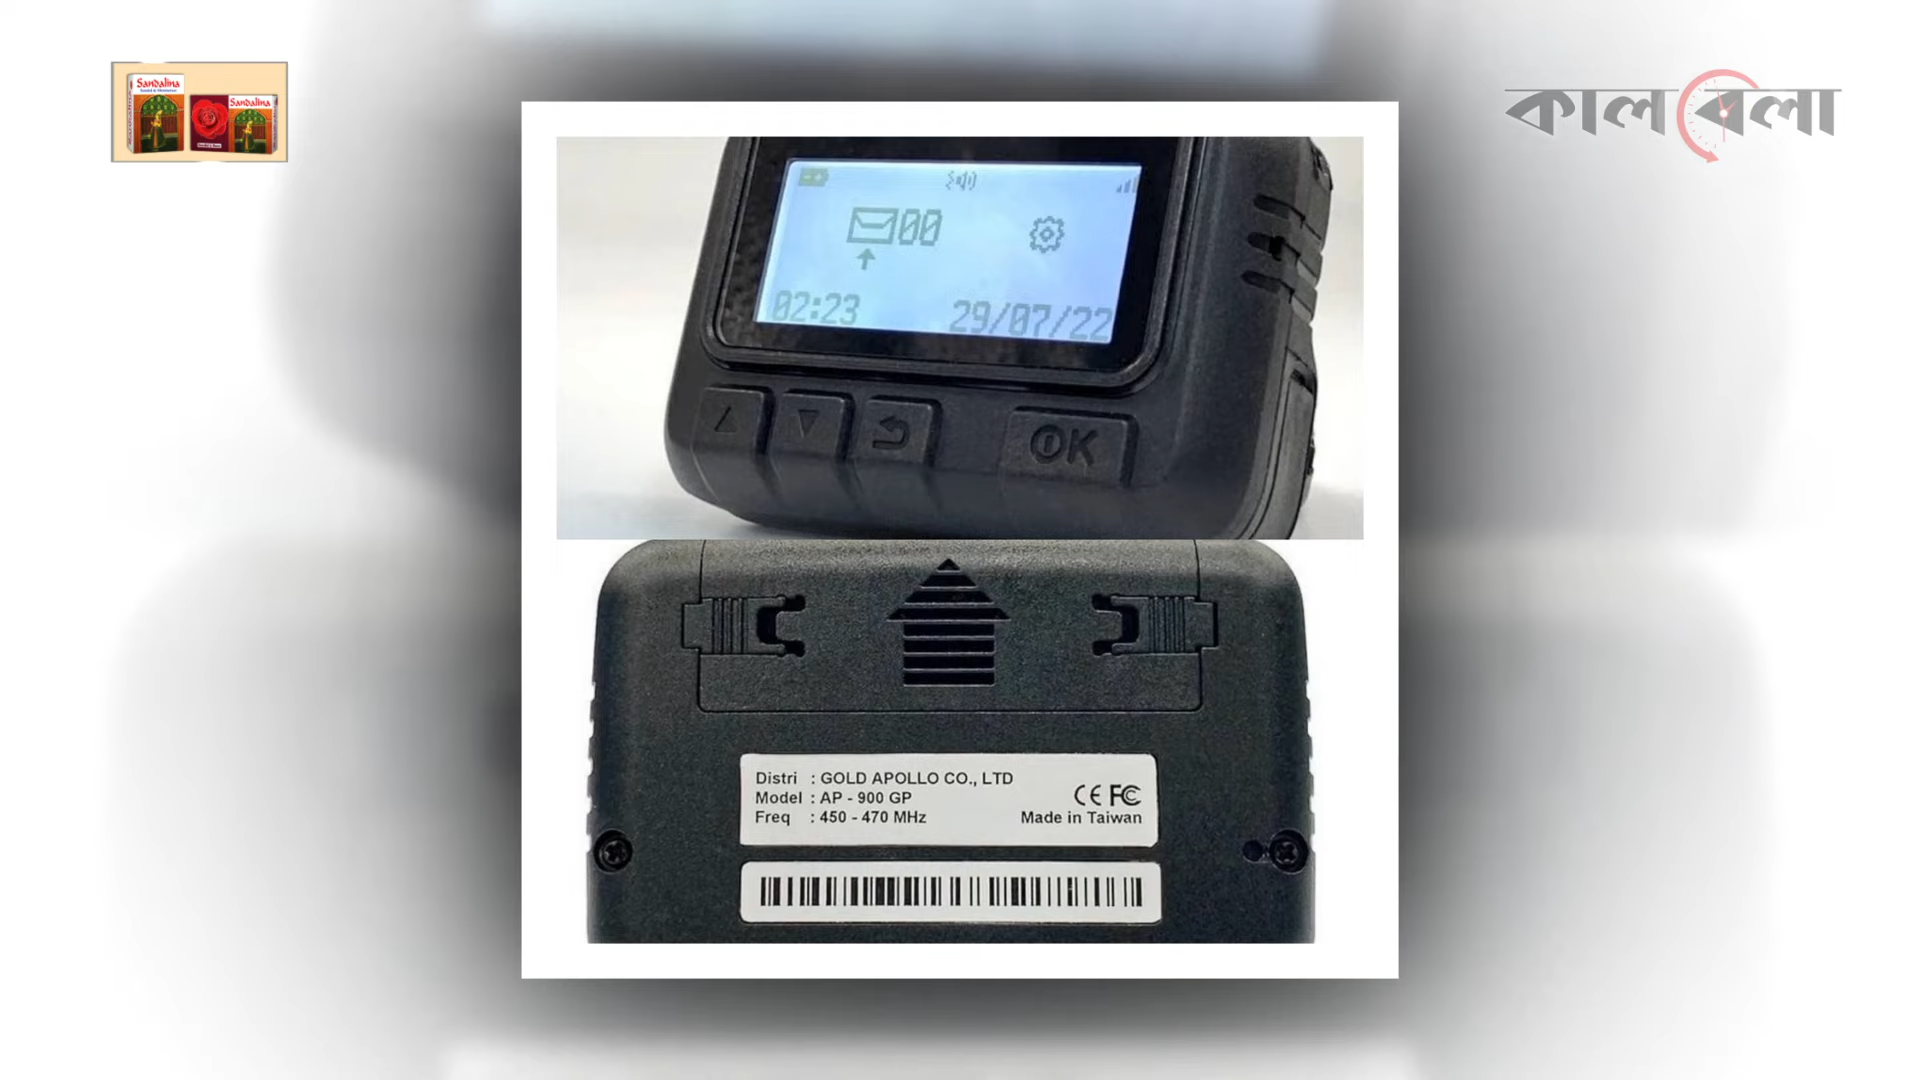 Sandalina
Sandalina
কালবেলা
00
02:23
29/07/22
OK
Distri : GOLD APOLLO CO., LTD
Model : AP - 900 GP
Freq : 450 - 470 MHz
CE FC
Made in Taiwan